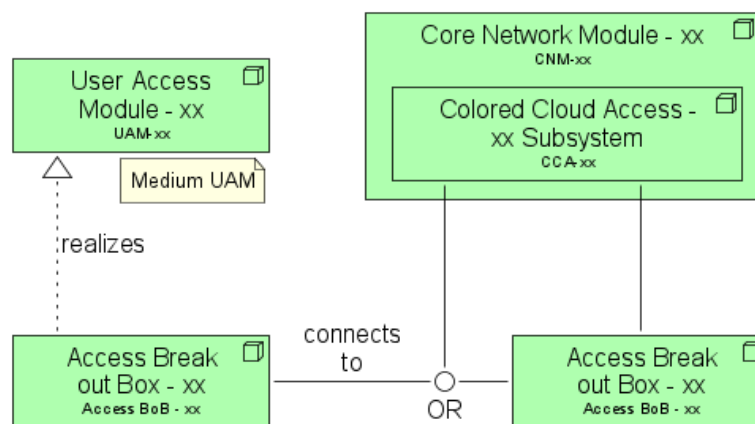 User Access
Module - xx
UAM-xx
Medium UAM
Core Network Module - xx
CNM-xx
Colored Cloud Access -
xx Subsystem
CCA-xx
realizes
connects
to
OR
Access Break
out Box - xx
Access BoB - xx
Access Break
out Box - xx
Access BoB - xx